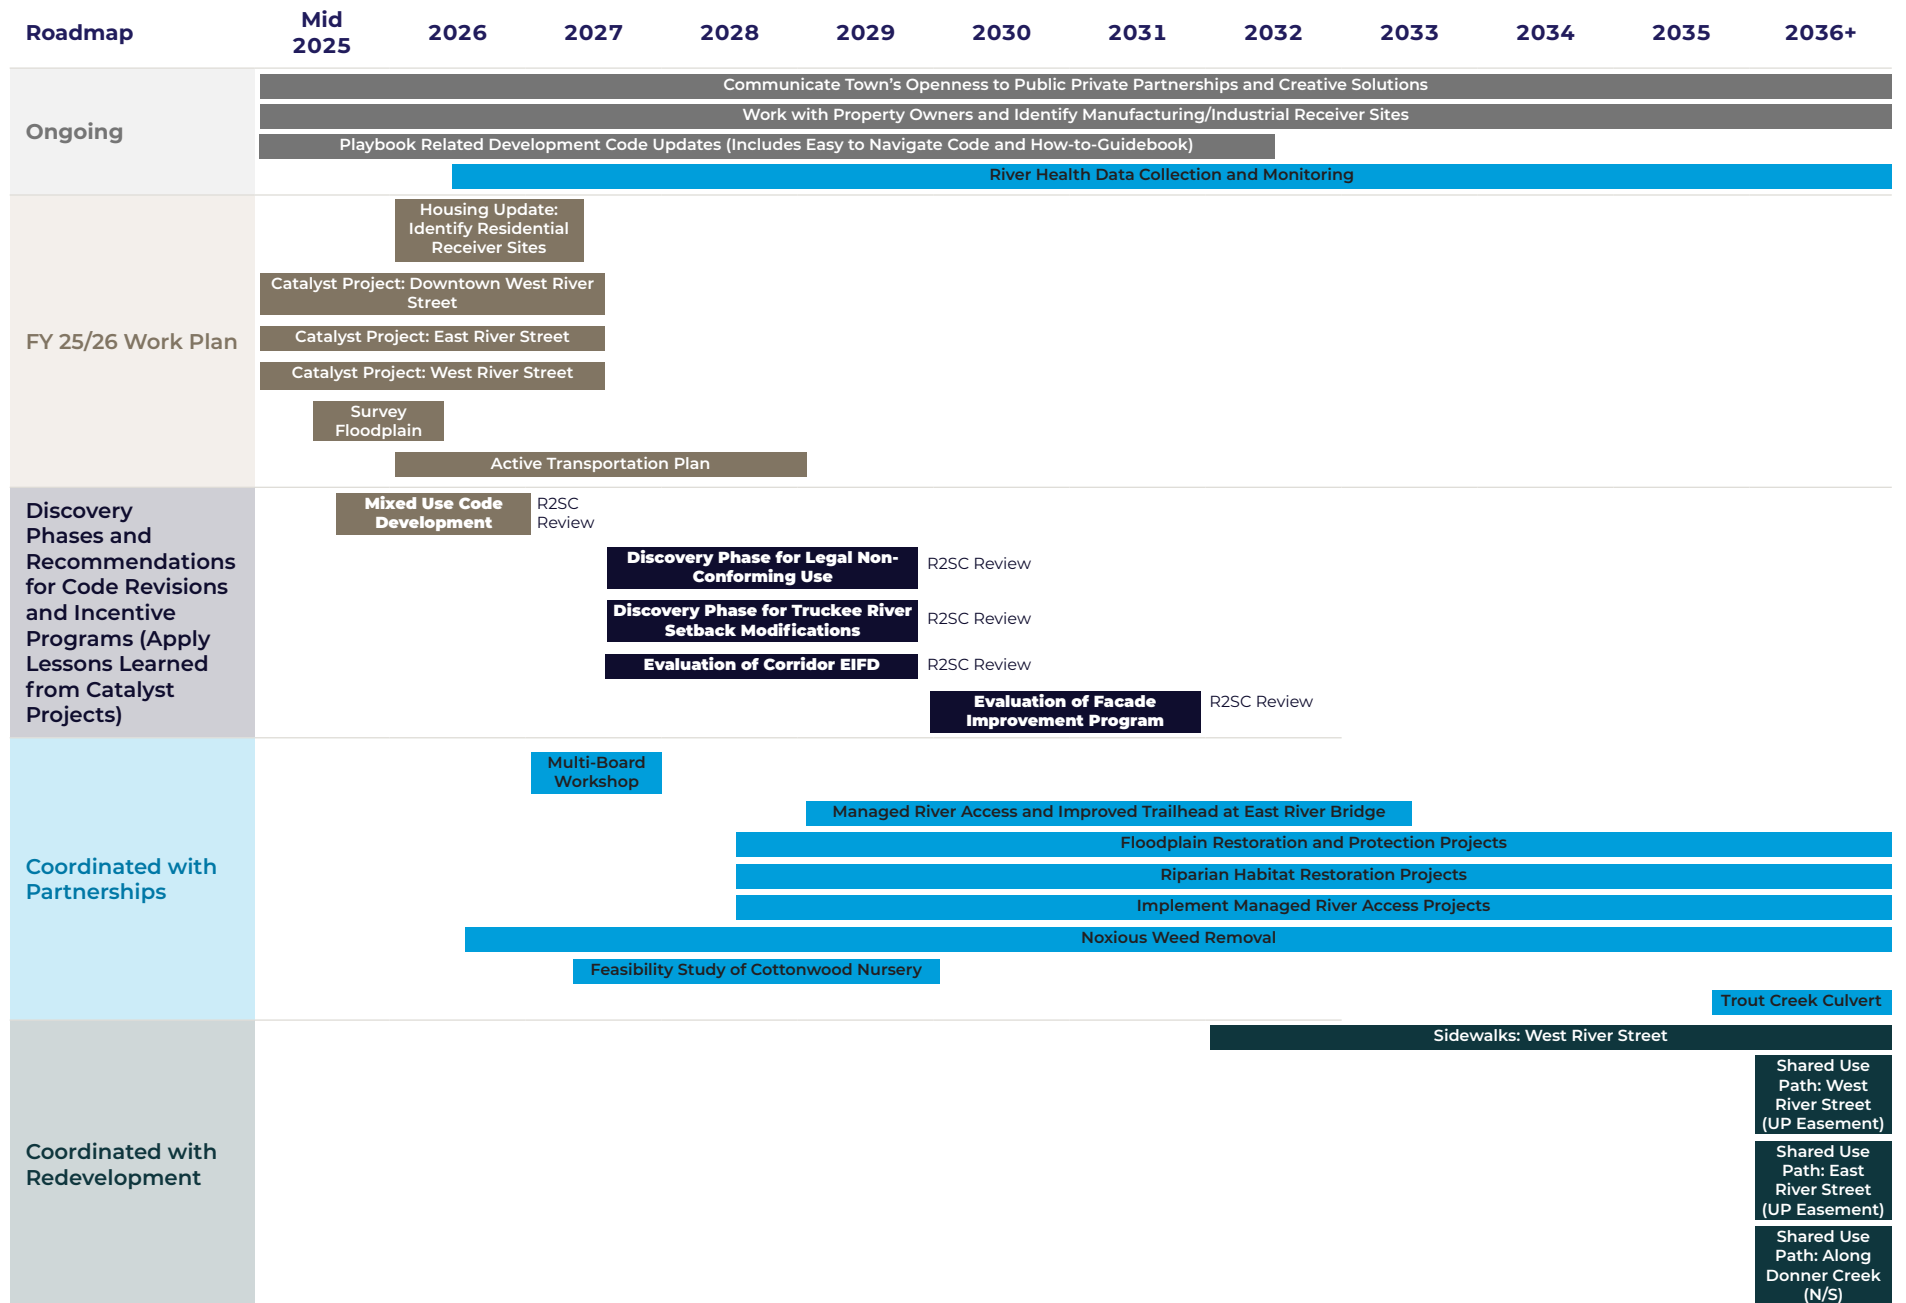 Roadmap
Mid
2025
2026
2027
2028
2029
2030
2031
2032
2033
2034
2035
2036+
Ongoing
Communicate Town’s Openness to Public Private Partnerships and Creative Solutions
Work with Property Owners and Identify Manufacturing/Industrial Receiver Sites
Playbook Related Development Code Updates (Includes Easy to Navigate Code and How-to-Guidebook)
River Health Data Collection and Monitoring
FY 25/26 Work Plan
Housing Update:
Identify Residential
Receiver Sites
Catalyst Project: Downtown West River
Street
Catalyst Project: East River Street
Catalyst Project: West River Street
Survey
Floodplain
Active Transportation Plan
Discovery
Phases and
Recommendations
for Code Revisions
and Incentive
Programs (Apply
Lessons Learned
from Catalyst
Projects)
Mixed Use Code
Development
R2SC
Review
Discovery Phase for Legal Non-
Conforming Use
R2SC Review
Discovery Phase for Truckee River
Setback Modifications
R2SC Review
Evaluation of Corridor EIFD
R2SC Review
Evaluation of Facade
Improvement Program
R2SC Review
Coordinated with
Partnerships
Multi-Board
Workshop
Managed River Access and Improved Trailhead at East River Bridge
Floodplain Restoration and Protection Projects
Riparian Habitat Restoration Projects
Implement Managed River Access Projects
Noxious Weed Removal
Feasibility Study of Cottonwood Nursery
Trout Creek Culvert
Coordinated with
Redevelopment
Sidewalks: West River Street
Shared Use
Path: West
River Street
(UP Easement)
Shared Use
Path: East
River Street
(UP Easement)
Shared Use
Path: Along
Donner Creek
(N/S)